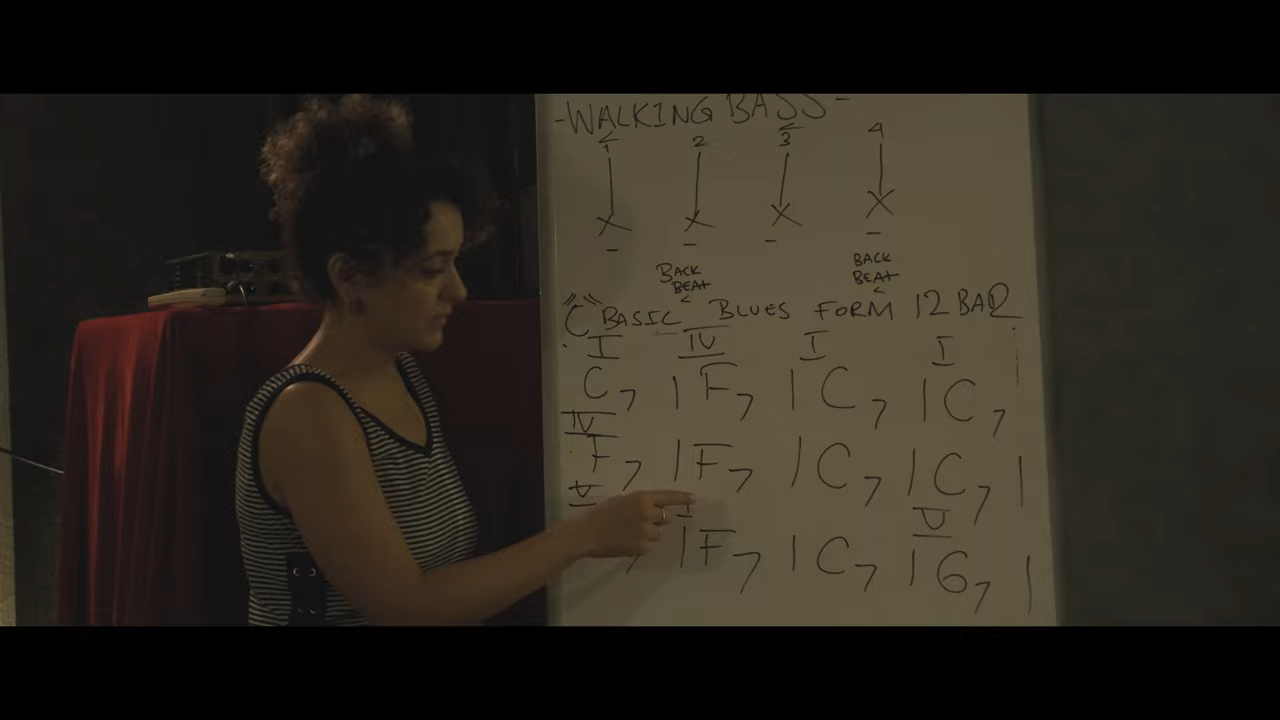 -WALKING BASS-
1 2 3 4
X X X X
BACK BEAT BACK BEAT
"C" BASIC BLUES FORM 12 BAR
I IV I I
C7 | F7 | C7 | C7 |
IV
F7 | F7 | C7 | C7 |
V V
| F7 | C7 | G7 |